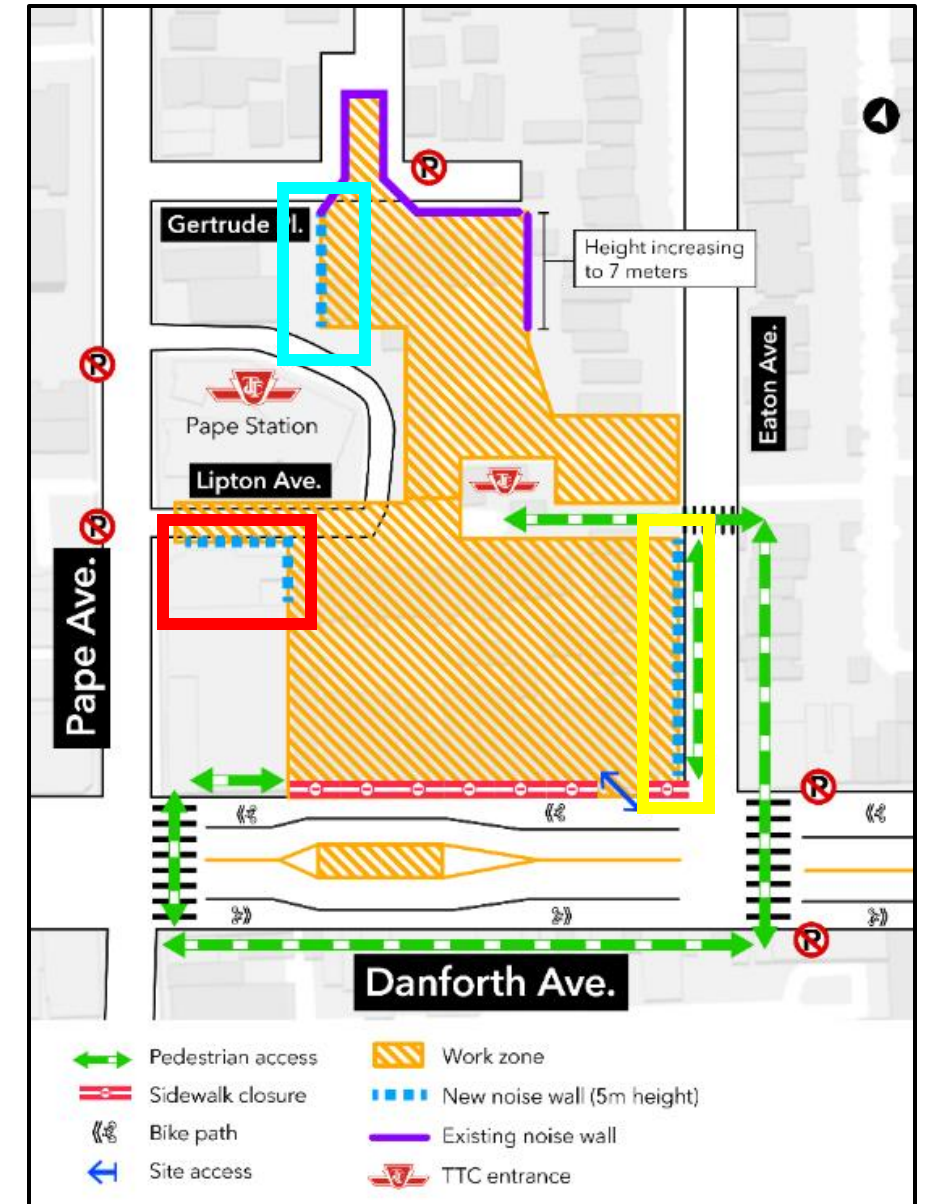 Gertrude Pl.
Height increasing
to 7 meters
Eaton Ave.
Pape Station
Lipton Ave.
Pape Ave.
Danforth Ave.
Pedestrian access
Work zone
Sidewalk closure
New noise wall (5m height)
Bike path
Existing noise wall
Site access
TTC entrance